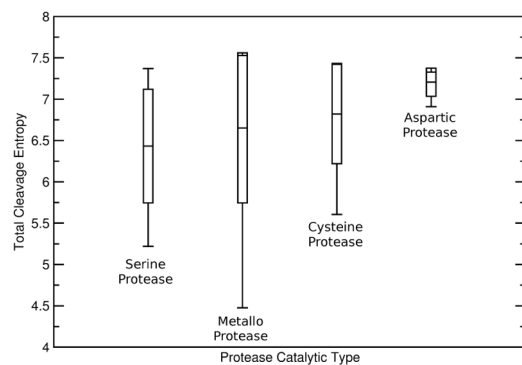 8
7.5
7
6.5
6
5.5
5
4.5
4
Total Cleavage Entropy
Serine
Protease
Metallo
Protease
Cysteine
Protease
Aspartic
Protease
Protease Catalytic Type